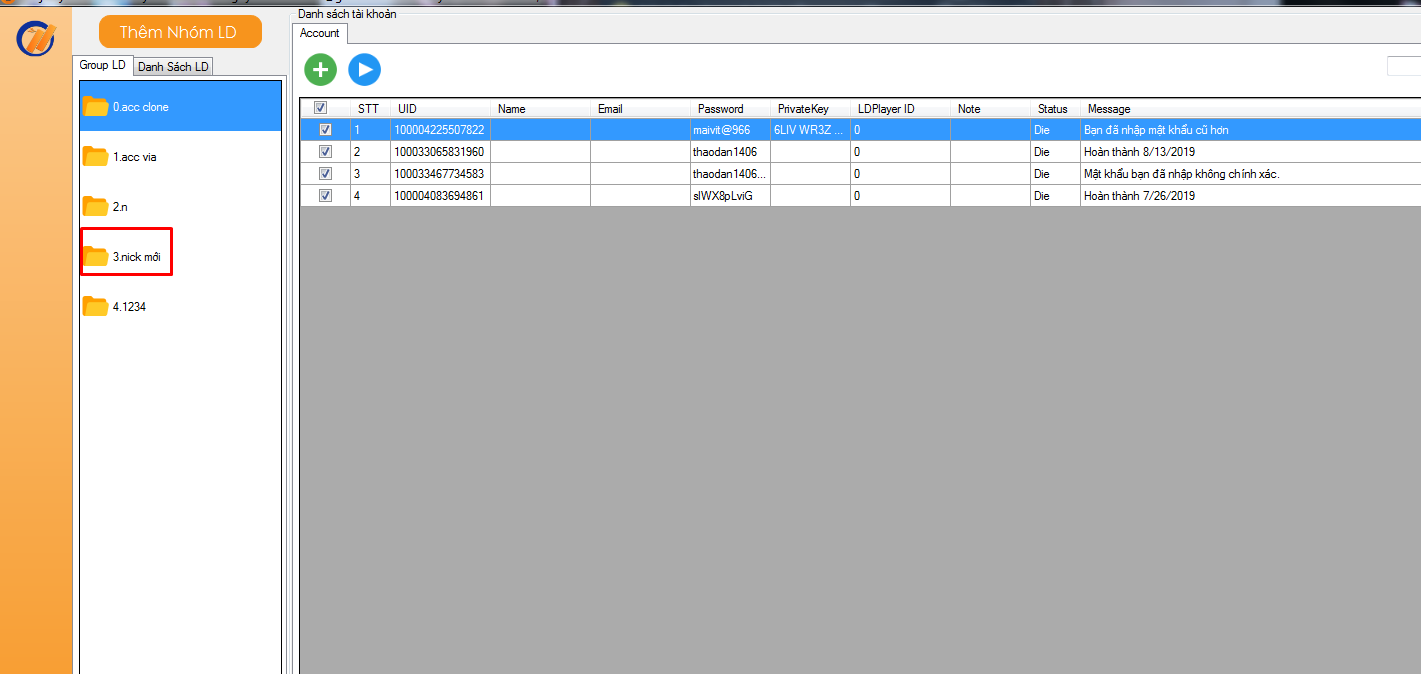 Danh sách tài khoản
Thêm Nhóm LD
Account
Group LD
Danh Sách LD
0.acc clone
1.acc via
2.n
3.nick mới
4.1234
STT UID Name Email Password PrivateKey LDPlayer ID Note Status Message
1 100004225507822 maivit@966 6LIV WR3Z ... 0 Die Bạn đã nhập mật khẩu cũ hơn
2 100033065831960 thaodan1406 0 Die Hoàn thành 8/13/2019
3 100033467734583 thaodan1406... 0 Die Mật khẩu bạn đã nhập không chính xác.
4 100004083694861 slWX8pLviG 0 Die Hoàn thành 7/26/2019